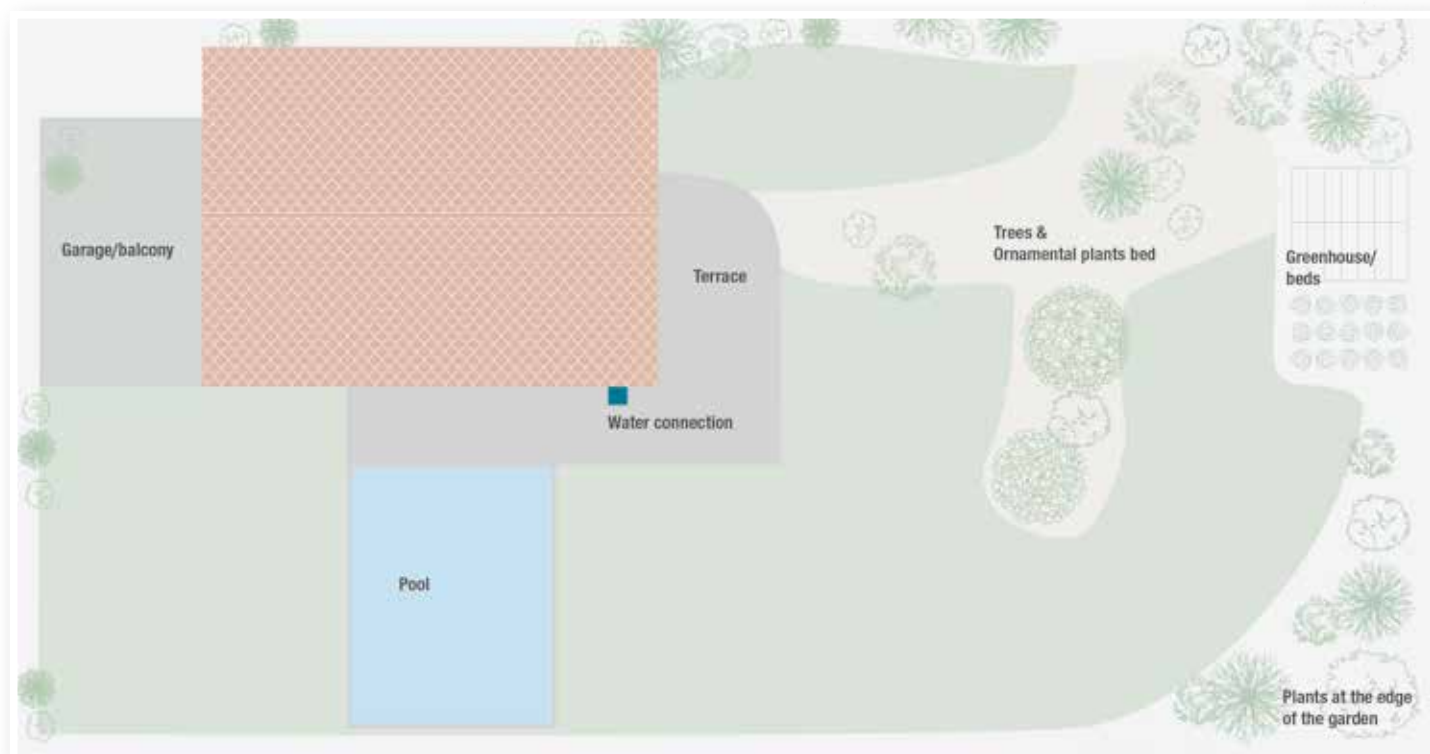 Garage/balcony
Terrace
Trees &
Ornamental plants bed
Greenhouse/
beds
Water connection
Pool
Plants at the edge
of the garden